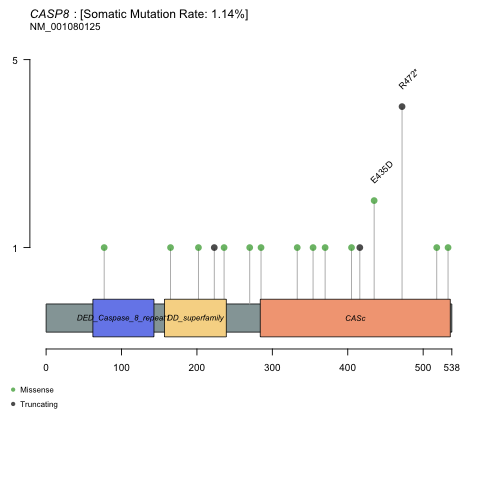 CASP8 : [Somatic Mutation Rate: 1.14%]
NM_001080125
5
R472*
E435D
1
DED_Caspase_8_repeat1 DD_superfamily CASc
0 100 200 300 400 500 538
Missense
Truncating